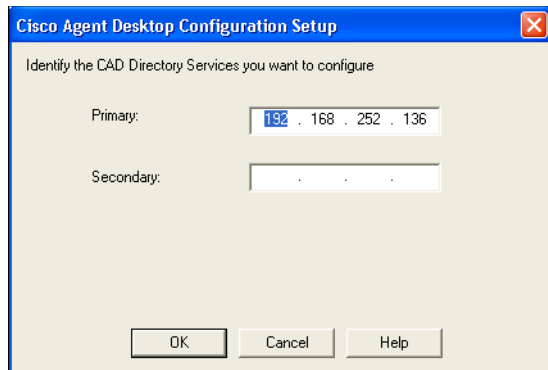 Cisco Agent Desktop Configuration Setup
Identify the CAD Directory Services you want to configure
Primary: 192 . 168 . 252 . 136
Secondary: . . .
OK Cancel Help